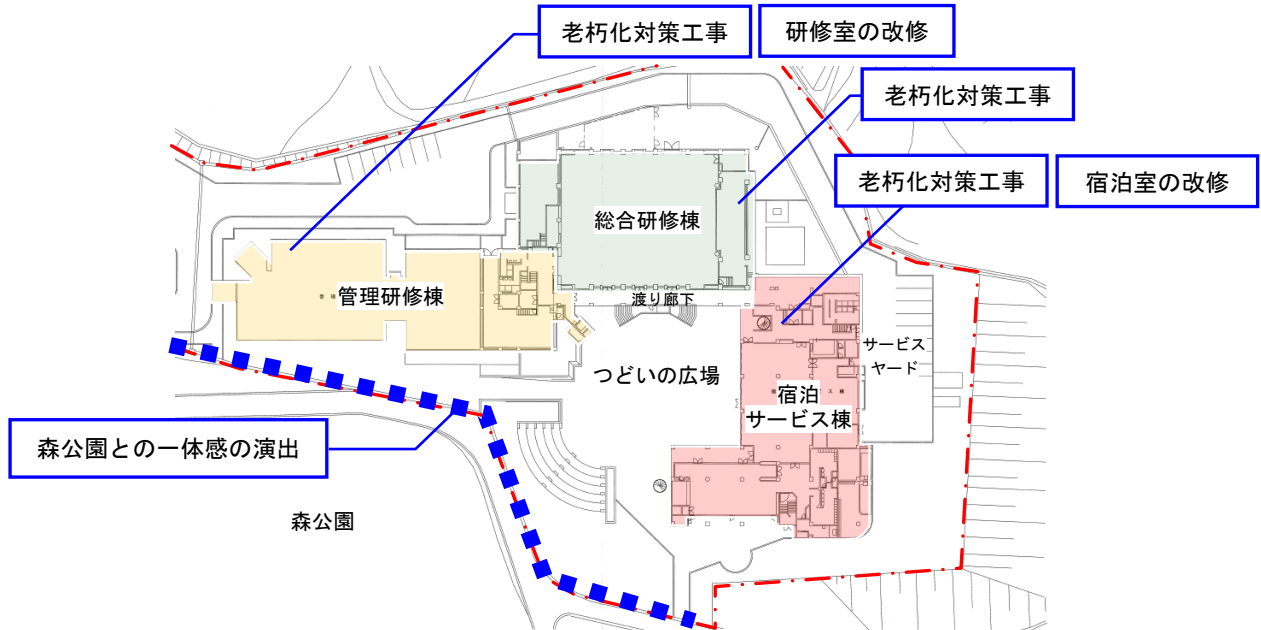 老朽化対策工事
研修室の改修
老朽化対策工事
老朽化対策工事
宿泊室の改修
総合研修棟
管理研修棟
渡り廊下
サービス
ヤード
つどいの広場
宿泊
サービス棟
森公園との一体感の演出
森公園